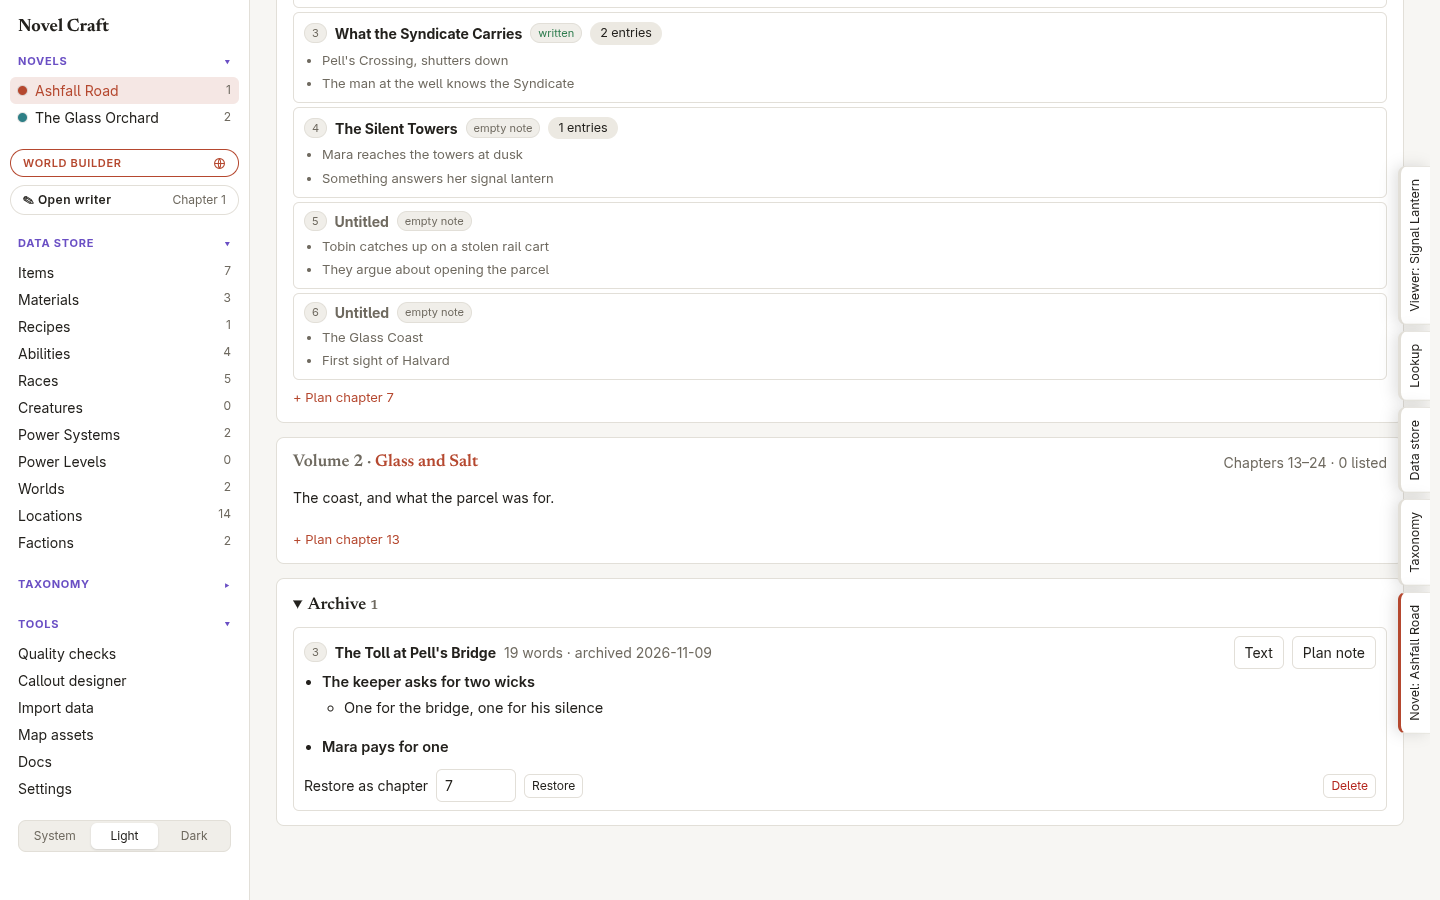 Novel Craft
NOVELS
Ashfall Road 1
The Glass Orchard 2
WORLD BUILDER
Open writer Chapter 1
DATA STORE
Items 7
Materials 3
Recipes 1
Abilities 4
Races 5
Creatures 0
Power Systems 2
Power Levels 0
Worlds 2
Locations 14
Factions 2
TAXONOMY
TOOLS
Quality checks
Callout designer
Import data
Map assets
Docs
Settings
System Light Dark
3 What the Syndicate Carries written 2 entries
Pell's Crossing, shutters down
The man at the well knows the Syndicate
4 The Silent Towers empty note 1 entries
Mara reaches the towers at dusk
Something answers her signal lantern
5 Untitled empty note
Tobin catches up on a stolen rail cart
They argue about opening the parcel
6 Untitled empty note
The Glass Coast
First sight of Halvard
+ Plan chapter 7
Volume 2 · Glass and Salt Chapters 13–24 · 0 listed
The coast, and what the parcel was for.
+ Plan chapter 13
Archive 1
3 The Toll at Pell's Bridge 19 words · archived 2026-11-09 Text Plan note
The keeper asks for two wicks
One for the bridge, one for his silence
Mara pays for one
Restore as chapter 7 Restore Delete
Viewer: Signal Lantern
Lookup
Data store
Taxonomy
Novel: Ashfall Road